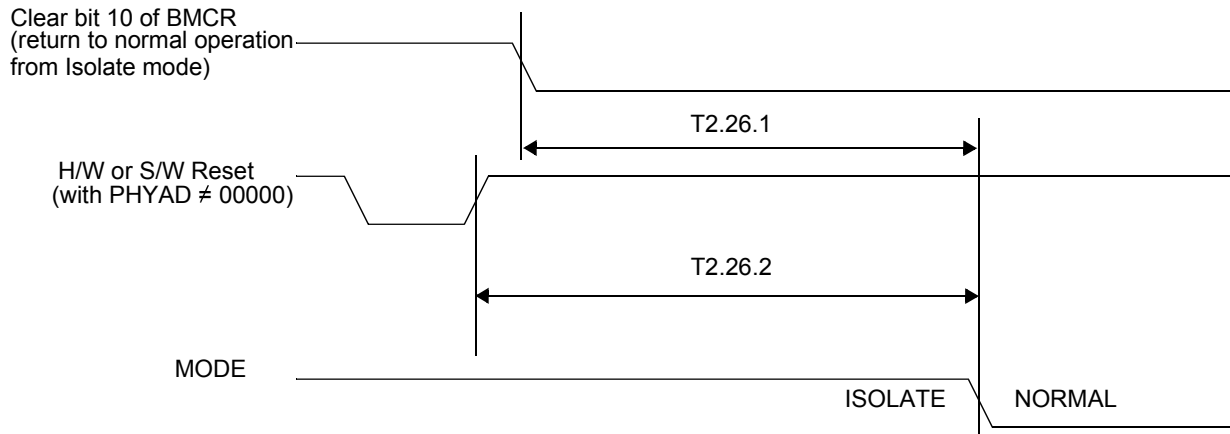 Clear bit 10 of BMCR
(return to normal operation
from Isolate mode)
T2.26.1
H/W or S/W Reset
(with PHYAD ≠ 00000)
T2.26.2
MODE
ISOLATE
NORMAL